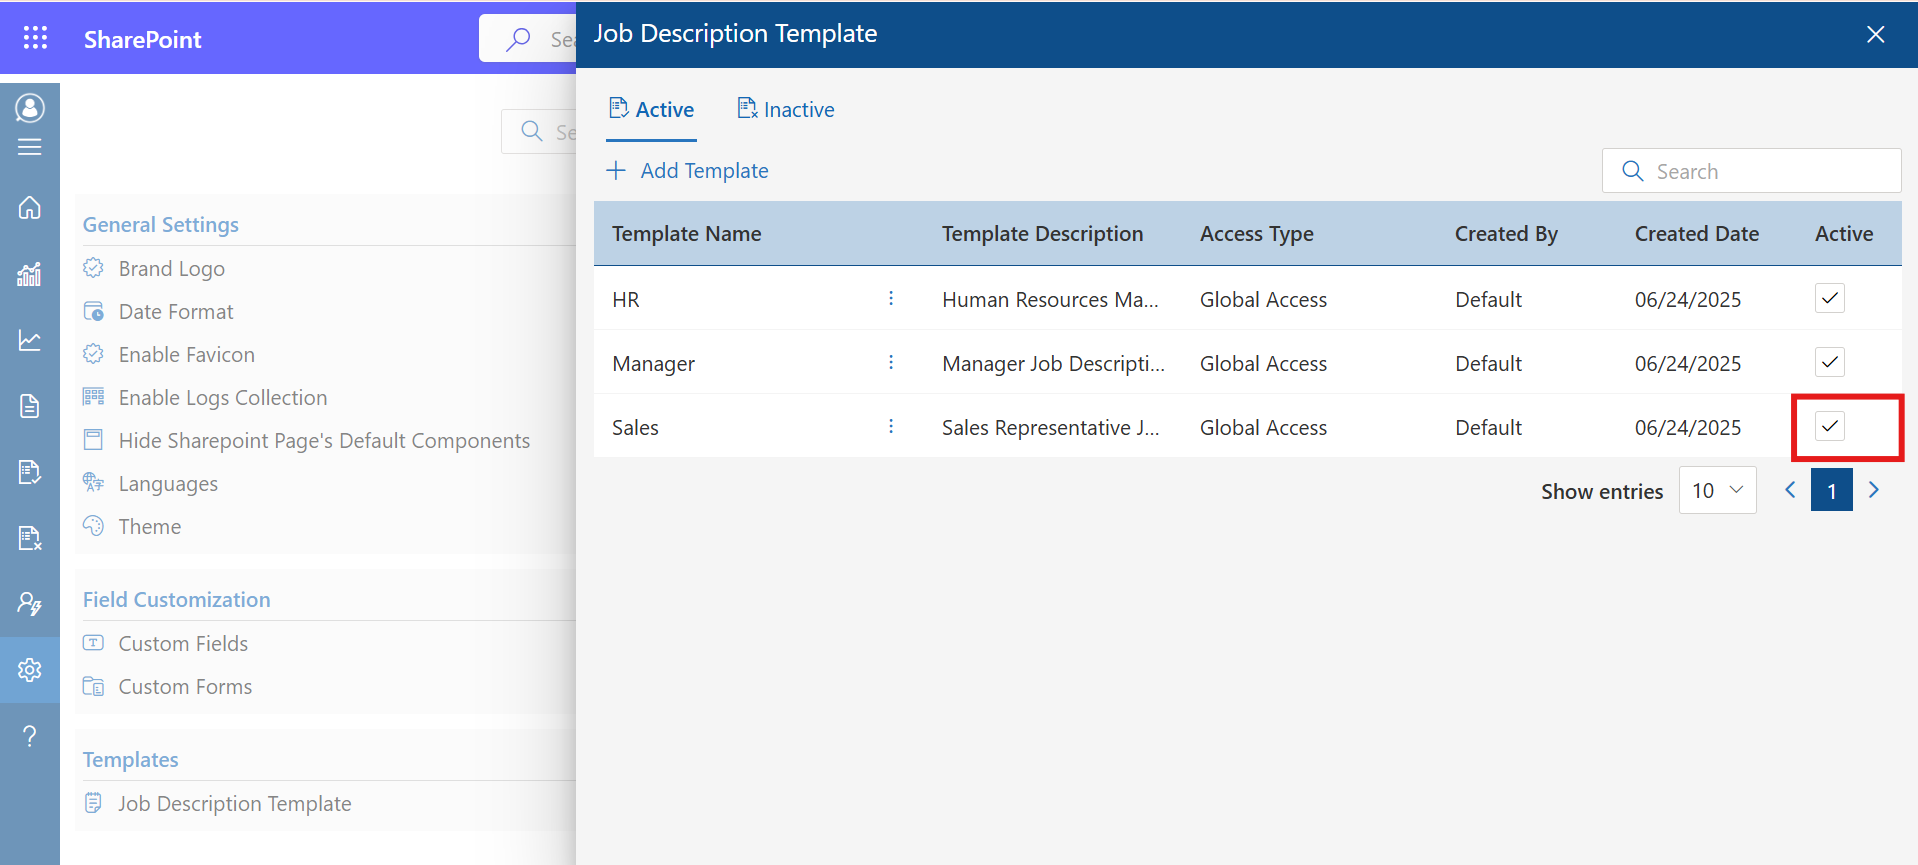 SharePoint
Sea
Job Description Template
Se
Active
Inactive
Add Template
Search
Template Name Template Description Access Type Created By Created Date Active
HR Human Resources Ma... Global Access Default 06/24/2025
Manager Manager Job Descripti... Global Access Default 06/24/2025
Sales Sales Representative J... Global Access Default 06/24/2025
Show entries 10 1
General Settings
Brand Logo
Date Format
Enable Favicon
Enable Logs Collection
Hide Sharepoint Page's Default Components
Languages
Theme
Field Customization
Custom Fields
Custom Forms
Templates
Job Description Template